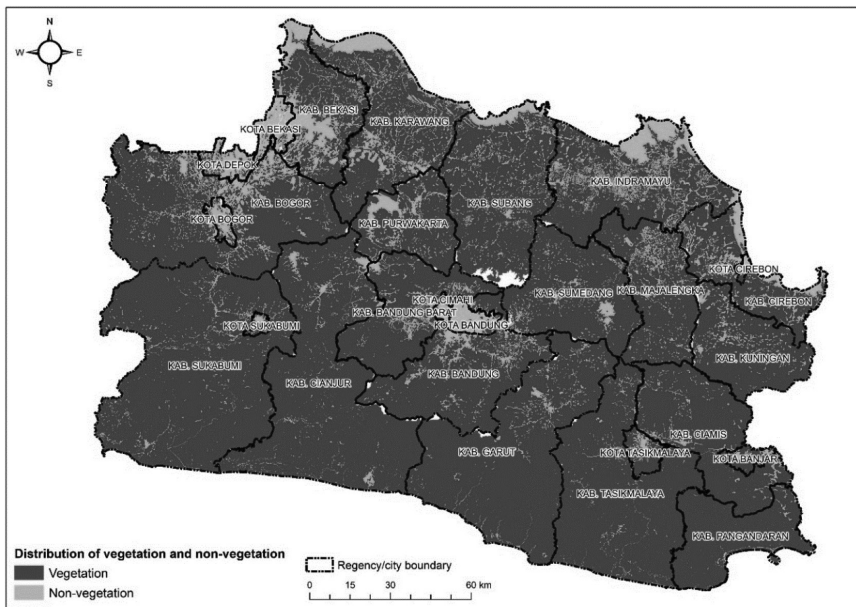 N
W E
S
KAB. BEKASI
KOTA BEKASI
KAB. KARAWANG
KOTA DEPOK
KAB. INDRAMAYU
KAB. BOGOR
KAB. SUBANG
KOTA BOGOR
KAB. PURWAKARTA
KOTA CIREBON
KAB. SUMEDANG
KAB. MAJALENGKA
KOTA CIMAHI
KAB. CIREBON
KAB. BANDUNG BARAT
KOTA SUKABUMI
KOTA BANDUNG
KAB. KUNINGAN
KAB. SUKABUMI
KAB. BANDUNG
KAB. CIANJUR
KAB. CIAMIS
KAB. GARUT
KOTA TASIKMALAYA
KOTA BANJAR
KAB. TASIKMALAYA
KAB. PANGANDARAN
Distribution of vegetation and non-vegetation
Vegetation
Non-vegetation
Regency/city boundary
0 15 30 60 km